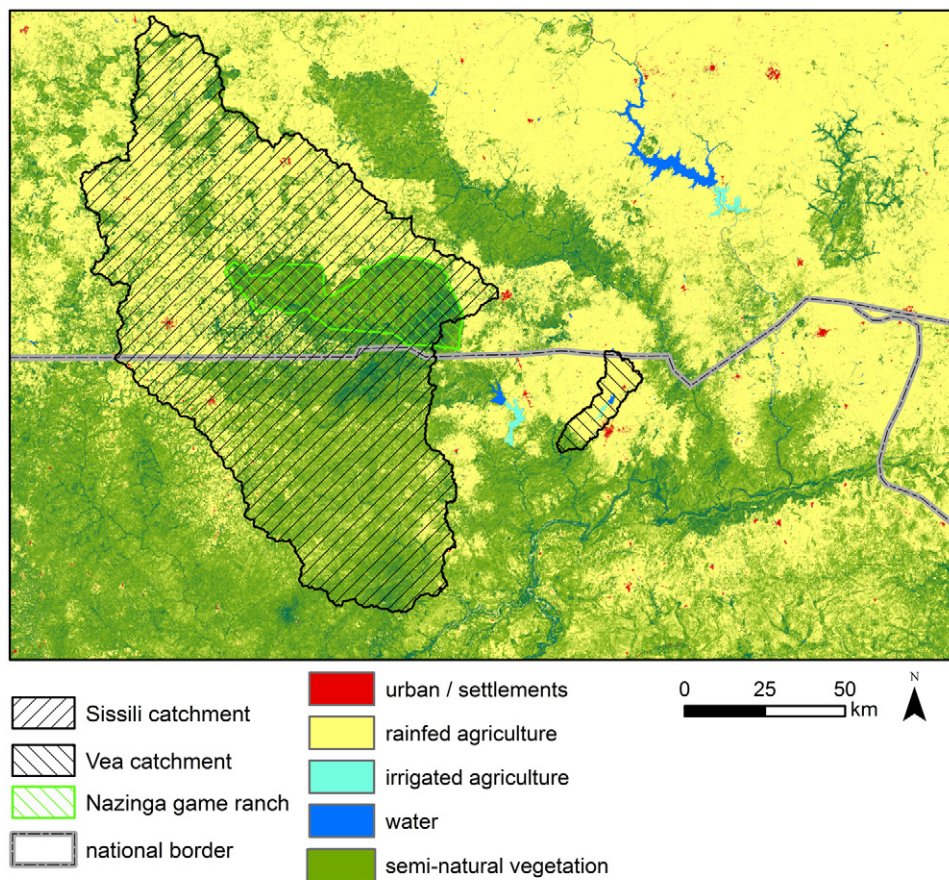 Sissili catchment
Vea catchment
Nazinga game ranch
national border
urban / settlements
rainfed agriculture
irrigated agriculture
water
semi-natural vegetation
0 25 50
km
N